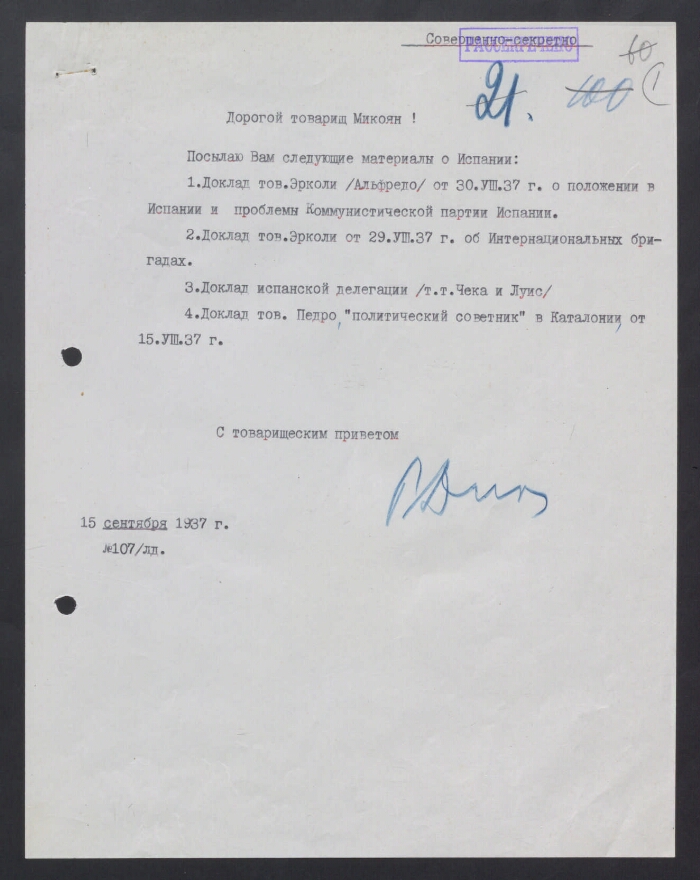 Совершенно-секретно
РАССЕКРЕЧЕНО
60
21. 100 1
Дорогой товарищ Микоян !
Посылаю Вам следующие материалы о Испании:
1.Доклад тов.Эрколи /Альфредо/ от 30.УШ.37 г. о положении в
Испании и проблемы Коммунистической партии Испании.
2.Доклад тов.Эрколи от 29.УШ.37 г. об Интернациональных бри-
гадах.
3.Доклад испанской делегации /т.т.Чека и Луис/
4.Доклад тов. Педро, "политический советник" в Каталонии, от
15.УШ.37 г.
С товарищеским приветом
15 сентября 1937 г.
№107/лд.